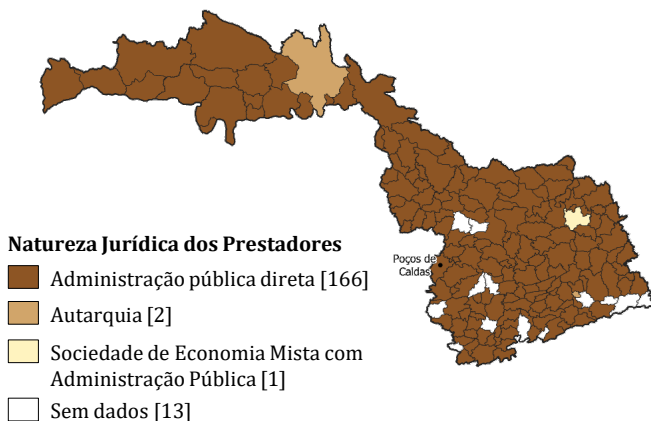 Poços de
Caldas
Natureza Jurídica dos Prestadores
Administração pública direta [166]
Autarquia [2]
Sociedade de Economia Mista com
Administração Pública [1]
Sem dados [13]